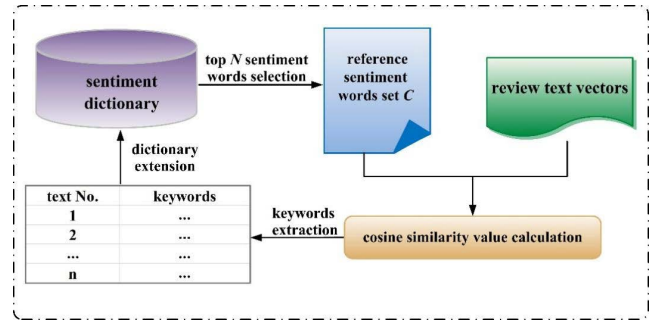 sentiment
dictionary
top N sentiment
words selection
reference
sentiment
words set C
review text vectors
dictionary
extension
text No. keywords
1 ...
2 ...
... ...
n ...
keywords
extraction
cosine similarity value calculation